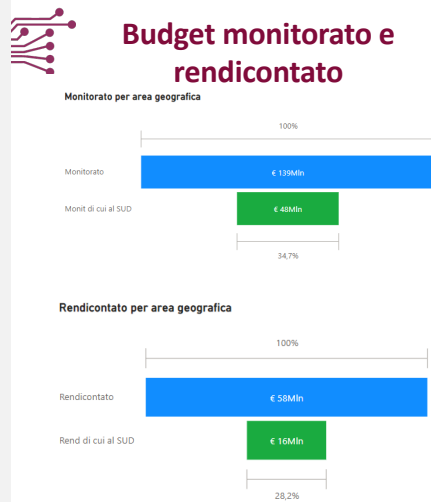 Budget monitorato e
rendicontato
Monitorato per area geografica
100%
Monitorato
€ 139Mln
Monit di cui al SUD
€ 48Mln
34,7%
Rendicontato per area geografica
100%
Rendicontato
€ 58Mln
Rend di cui al SUD
€ 16Mln
28,2%